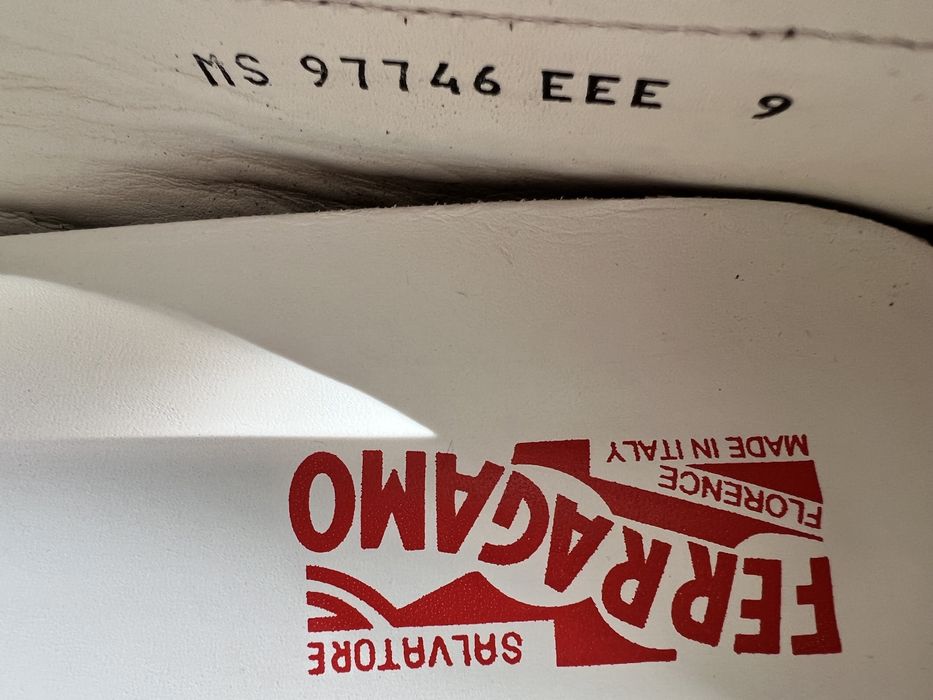 MS 97746 EEE 9
SALVATORE
FERRAGAMO
FLORENCE
MADE IN ITALY